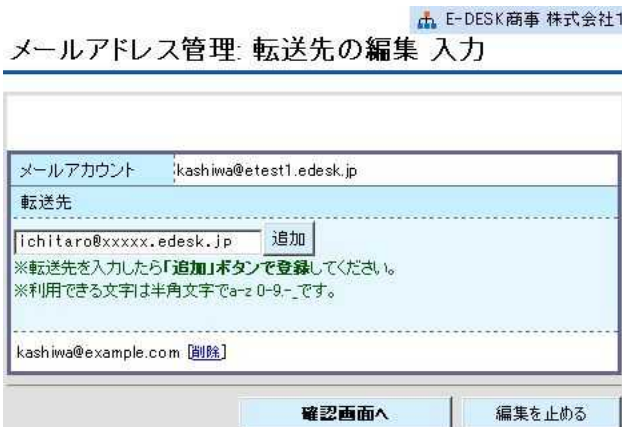 E-DESK商事 株式会社1
メールアドレス管理: 転送先の編集 入力
メールアカウント kashiwa@etest1.edesk.jp
転送先
ichitaro@xxxxx.edesk.jp 追加
※転送先を入力したら「追加」ボタンで登録してください。
※利用できる文字は半角文字でa-z 0-9.-_です。
kashiwa@example.com [削除]
確認画面へ 編集を止める